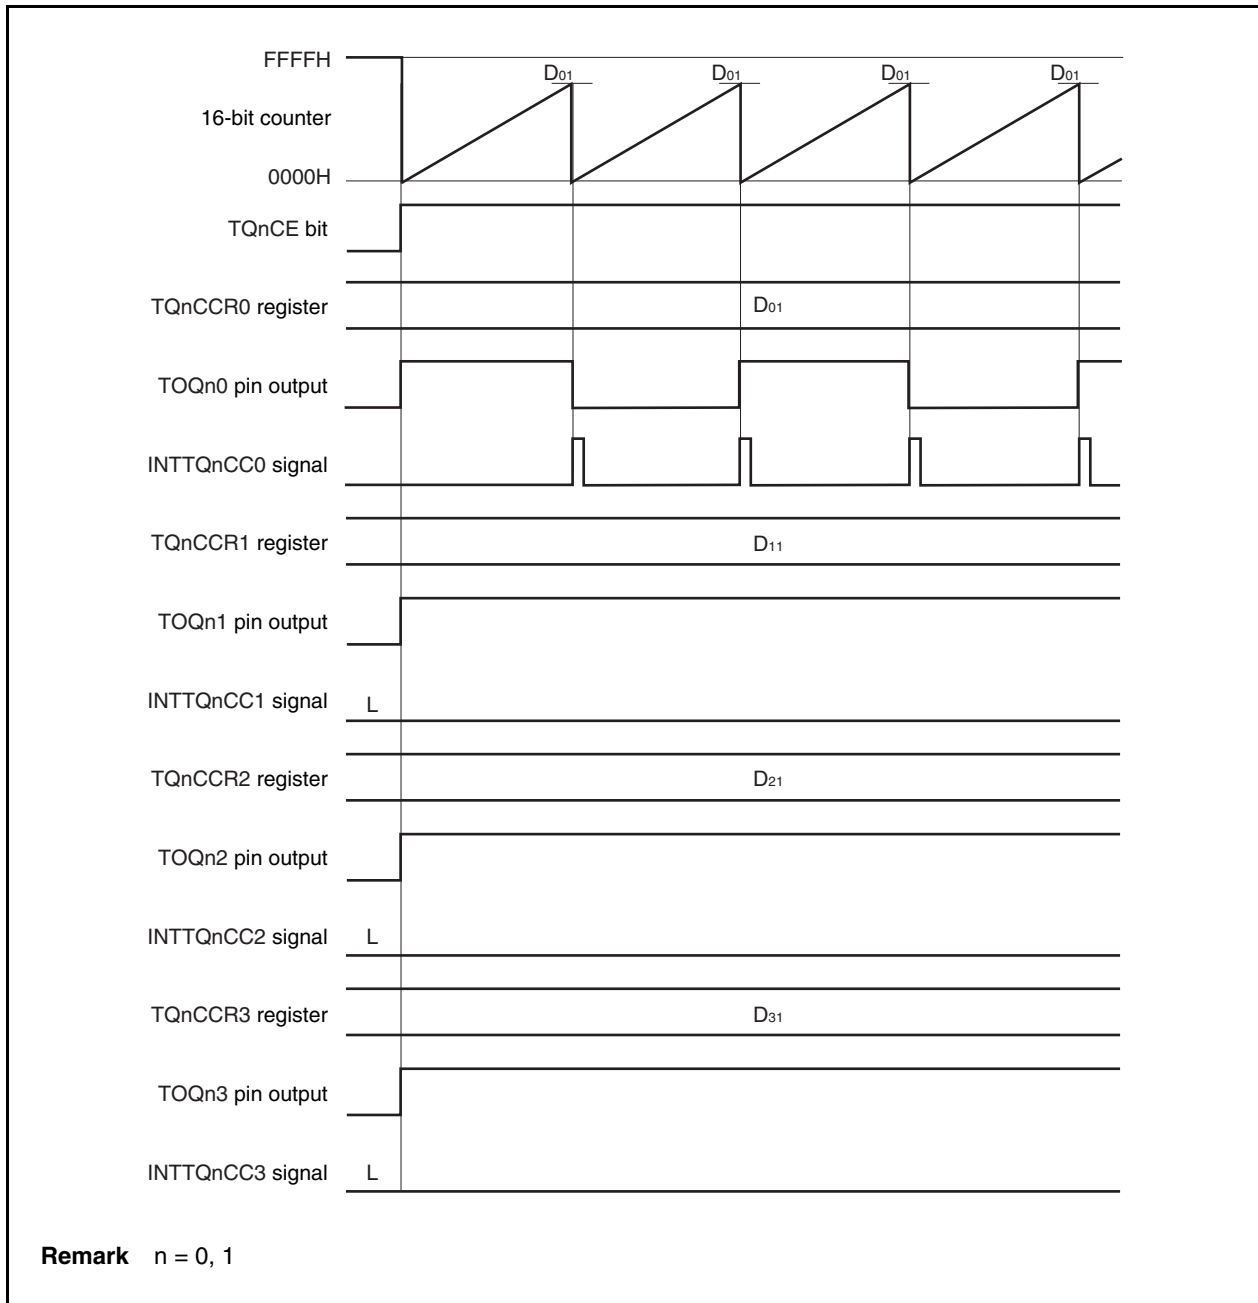 FFFFH
D01 D01 D01 D01
16-bit counter
0000H
TQnCE bit
TQnCCR0 register D01
TOQn0 pin output
INTTQnCC0 signal
TQnCCR1 register D11
TOQn1 pin output
INTTQnCC1 signal L
TQnCCR2 register D21
TOQn2 pin output
INTTQnCC2 signal L
TQnCCR3 register D31
TOQn3 pin output
INTTQnCC3 signal L
Remark n = 0, 1